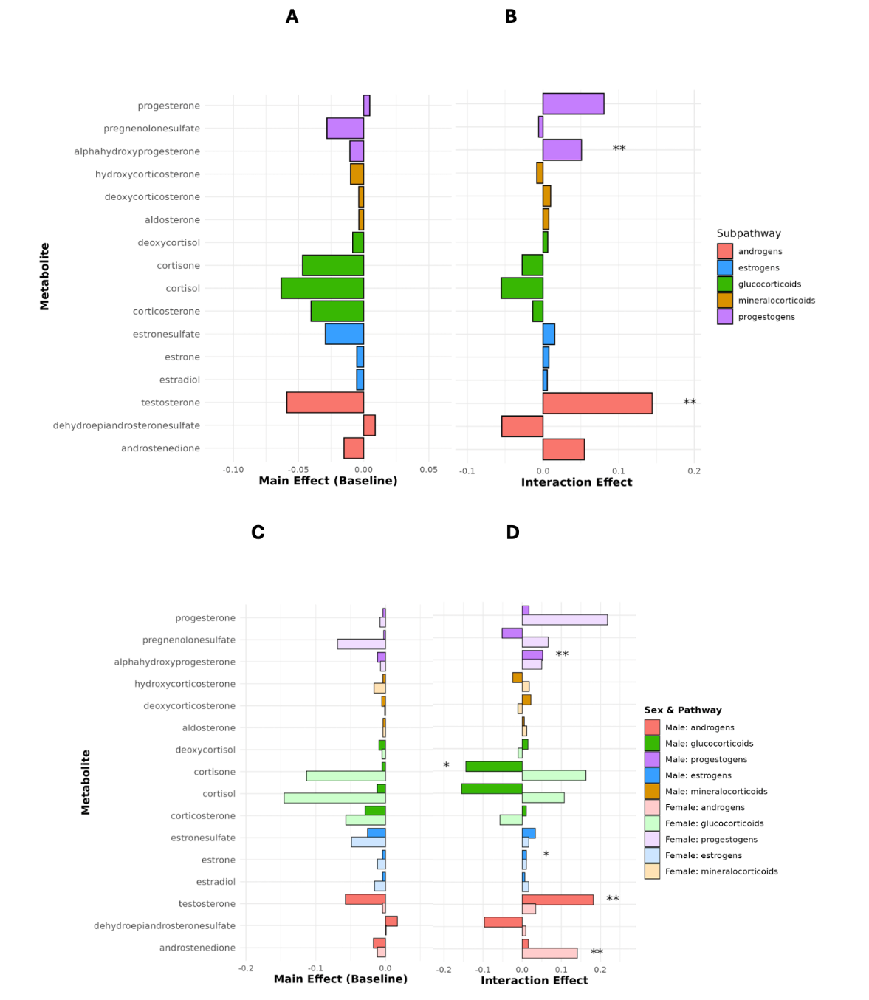 A
B
progesterone
pregnenolonesulfate
alphahydroxyprogesterone
**
hydroxycorticosterone
deoxycorticosterone
aldosterone
deoxycortisol
cortisone
cortisol
corticosterone
estronesulfate
estrone
estradiol
testosterone
**
dehydroepiandrosteronesulfate
androstenedione
Metabolite
-0.10 -0.05 0.00 0.05
Main Effect (Baseline)
-0.1 0.0 0.1 0.2
Interaction Effect
Subpathway
androgens
estrogens
glucocorticoids
mineralocorticoids
progestogens
C
D
progesterone
pregnenolonesulfate
alphahydroxyprogesterone
**
hydroxycorticosterone
deoxycorticosterone
aldosterone
deoxycortisol
cortisone
*
cortisol
corticosterone
estronesulfate
estrone
*
estradiol
testosterone
**
dehydroepiandrosteronesulfate
androstenedione
**
Metabolite
-0.2 -0.1 0.0
Main Effect (Baseline)
-0.2 -0.1 0.0 0.1 0.2
Interaction Effect
Sex & Pathway
Male: androgens
Male: glucocorticoids
Male: progestogens
Male: estrogens
Male: mineralocorticoids
Female: androgens
Female: glucocorticoids
Female: progestogens
Female: estrogens
Female: mineralocorticoids